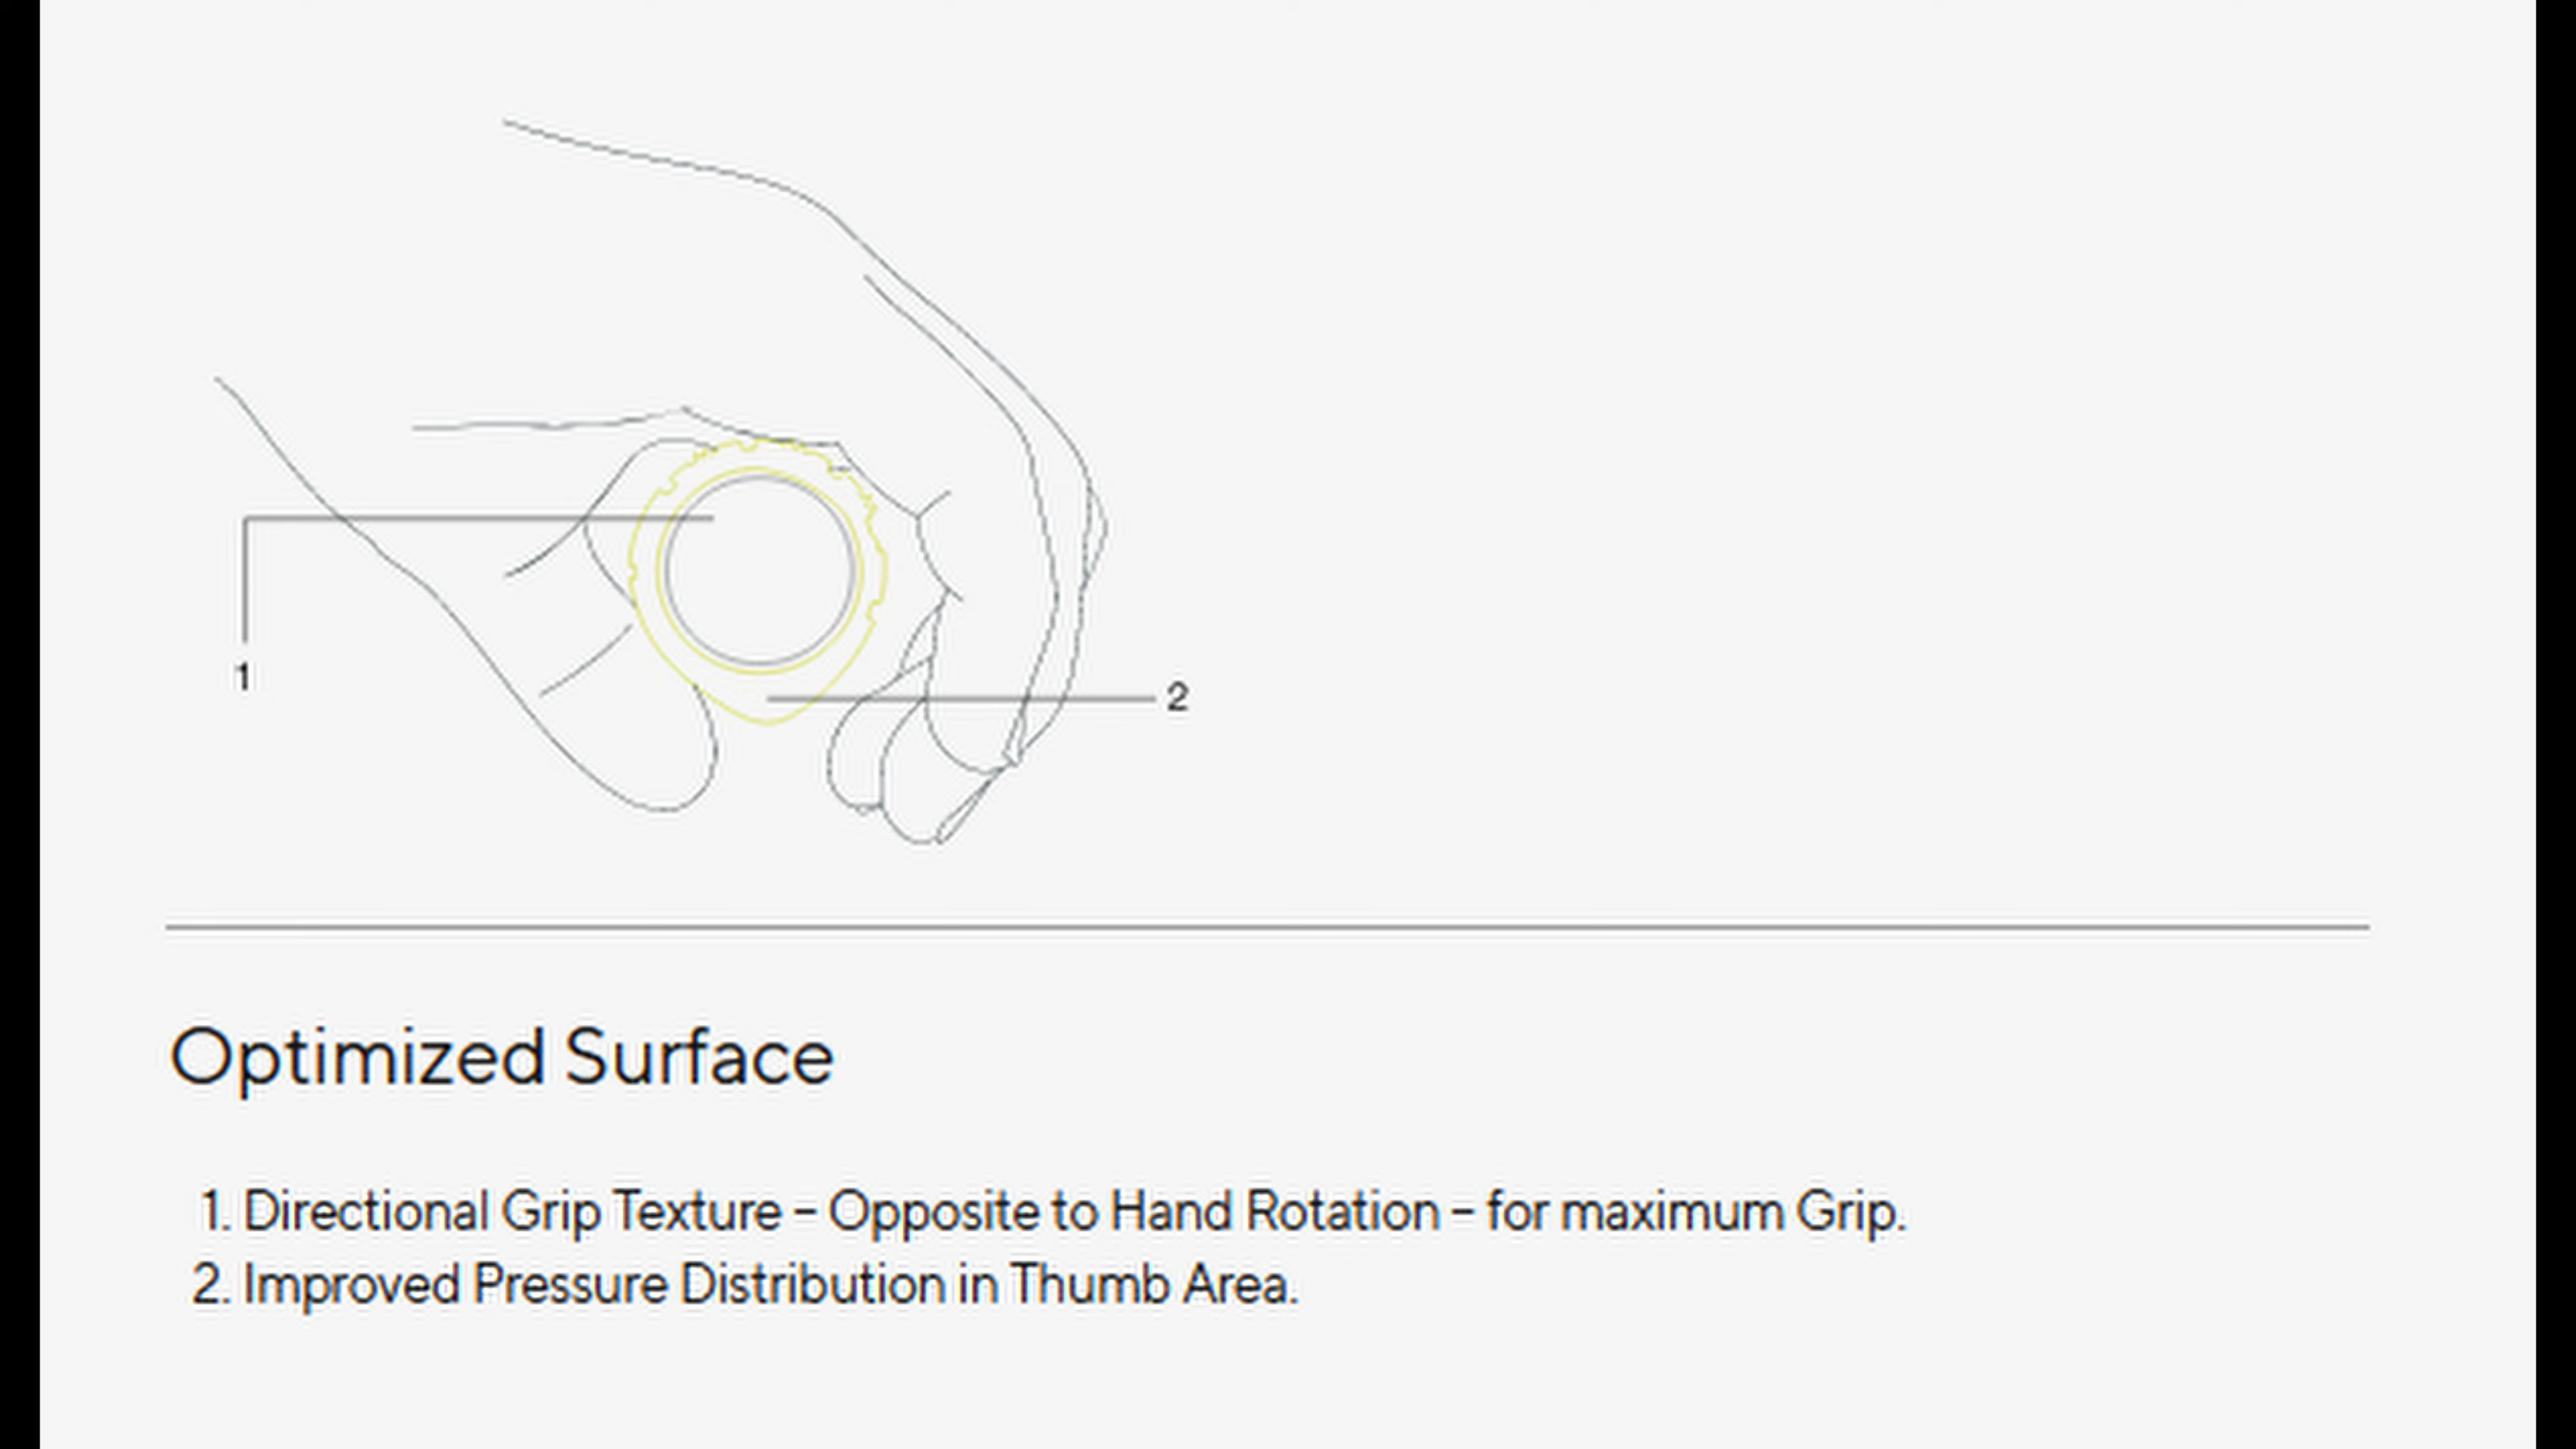 1
2
Optimized Surface
1. Directional Grip Texture – Opposite to Hand Rotation – for maximum Grip.
2. Improved Pressure Distribution in Thumb Area.